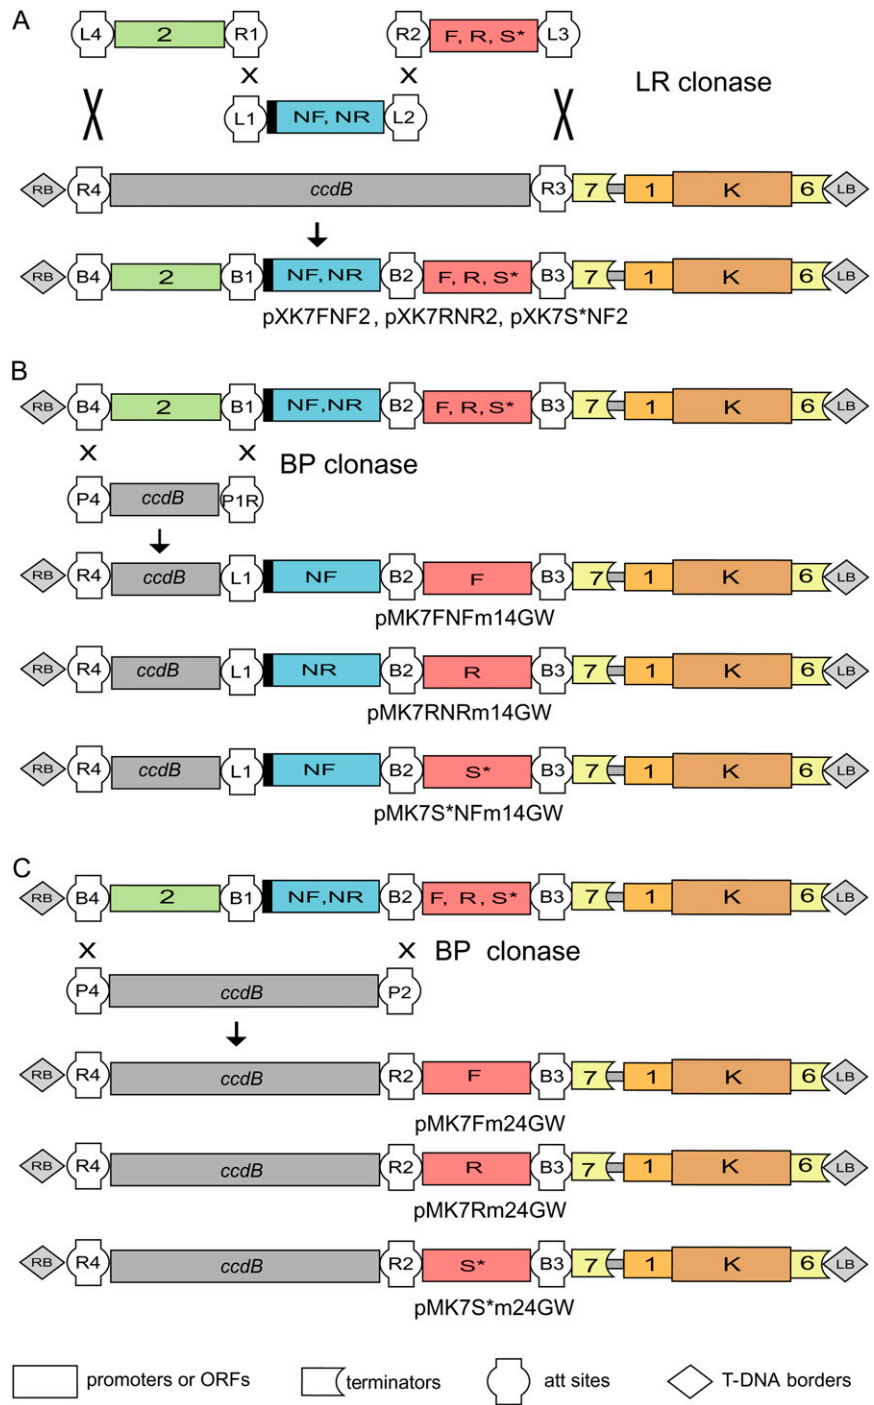 A
L4 2 R1 R2 F, R, S* L3
X X LR clonase
L1 NF, NR L2
X X
RB R4 ccdB R3 7 1 K 6 LB
RB B4 2 B1 NF, NR B2 F, R, S* B3 7 1 K 6 LB
pXK7FNF2, pXK7RNR2, pXK7S*NF2
B
RB B4 2 B1 NF,NR B2 F, R, S* B3 7 1 K 6 LB
X X BP clonase
P4 ccdB P1R
RB R4 ccdB L1 NF B2 F B3 7 1 K 6 LB
pMK7FNFm14GW
RB R4 ccdB L1 NR B2 R B3 7 1 K 6 LB
pMK7RNRm14GW
RB R4 ccdB L1 NF B2 S* B3 7 1 K 6 LB
pMK7S*NFm14GW
C
RB B4 2 B1 NF,NR B2 F, R, S* B3 7 1 K 6 LB
X X BP clonase
P4 ccdB P2
RB R4 ccdB R2 F B3 7 1 K 6 LB
pMK7Fm24GW
RB R4 ccdB R2 R B3 7 1 K 6 LB
pMK7Rm24GW
RB R4 ccdB R2 S* B3 7 1 K 6 LB
pMK7S*m24GW
promoters or ORFs terminators att sites T-DNA borders